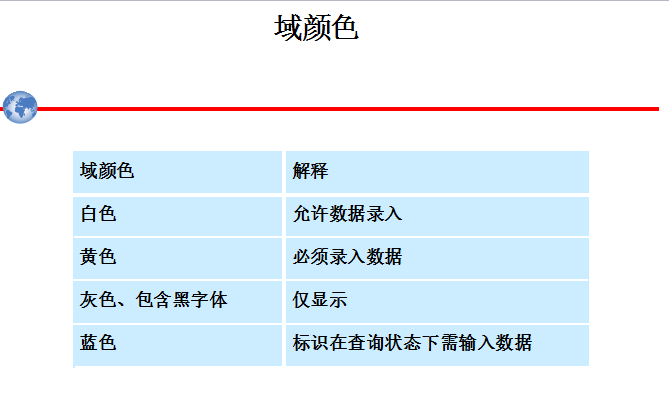 域颜色
域颜色 解释
白色 允许数据录入
黄色 必须录入数据
灰色、包含黑字体 仅显示
蓝色 标识在查询状态下需输入数据